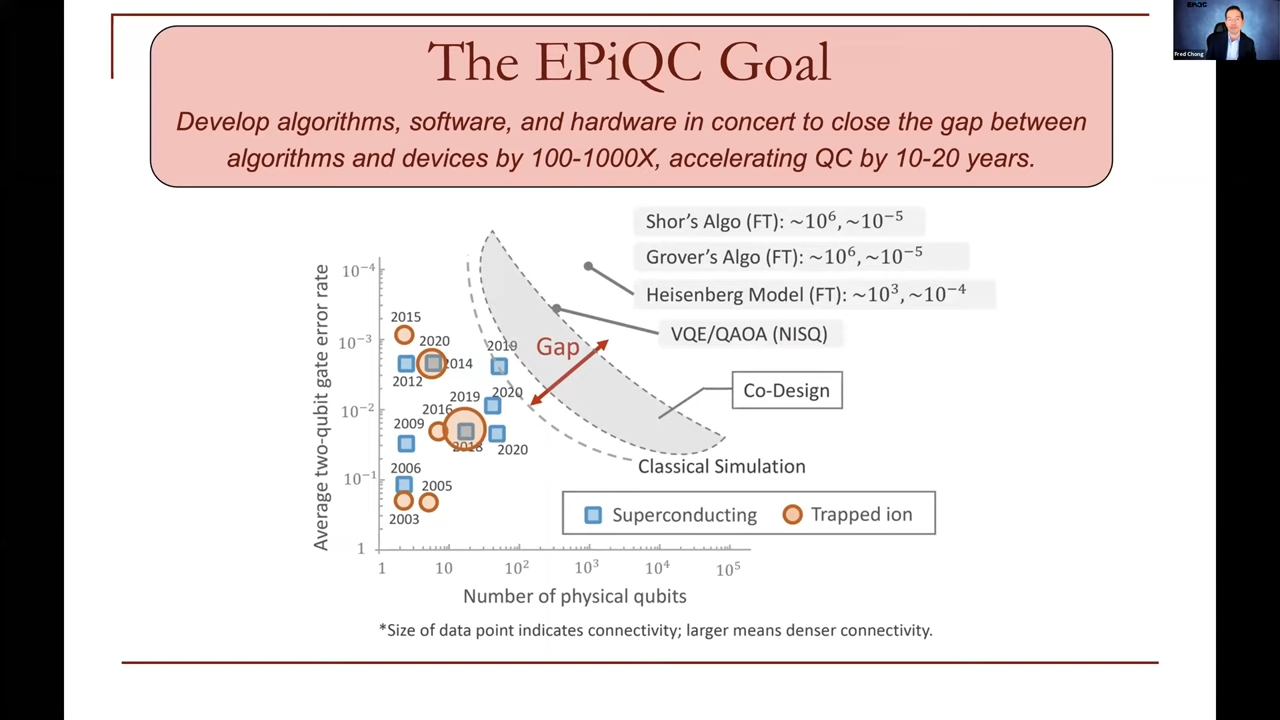 EPiQC
Fred Chong
The EPiQC Goal
Develop algorithms, software, and hardware in concert to close the gap between
algorithms and devices by 100-1000X, accelerating QC by 10-20 years.
Shor's Algo (FT): ~10⁶, ~10⁻⁵
Grover's Algo (FT): ~10⁶, ~10⁻⁵
Heisenberg Model (FT): ~10³, ~10⁻⁴
VQE/QAOA (NISQ)
Gap
Co-Design
Classical Simulation
Average two-qubit gate error rate
10⁻⁴
10⁻³
10⁻²
10⁻¹
1
2015
2020
2014
2012
2019
2020
2019
2016
2009
2018
2020
2006
2005
2003
Superconducting
Trapped ion
1 10 10² 10³ 10⁴ 10⁵
Number of physical qubits
*Size of data point indicates connectivity; larger means denser connectivity.